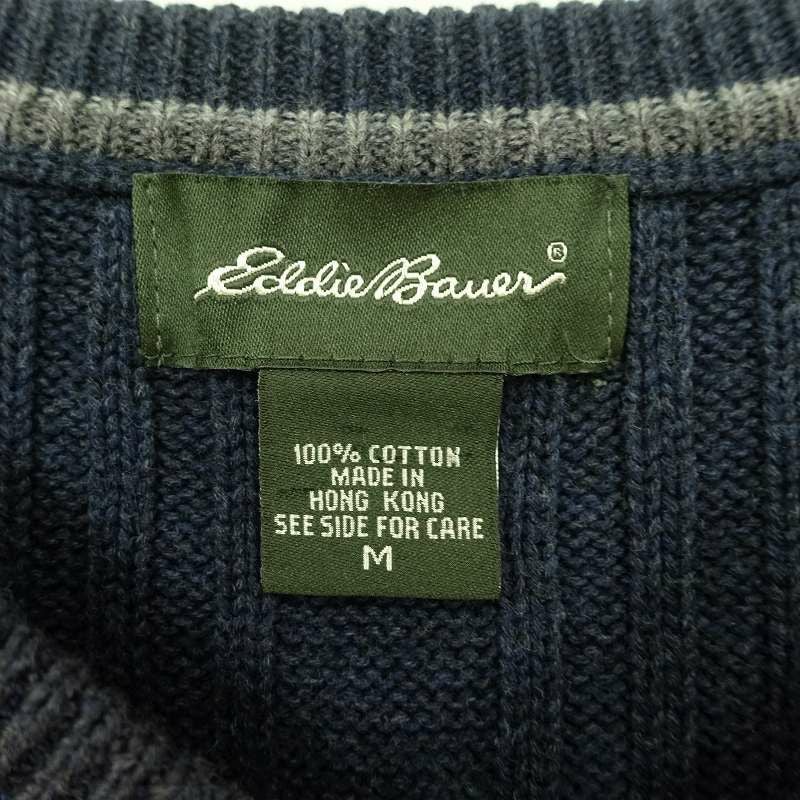 Eddie Bauer®
100% COTTON
MADE IN
HONG KONG
SEE SIDE FOR CARE
M